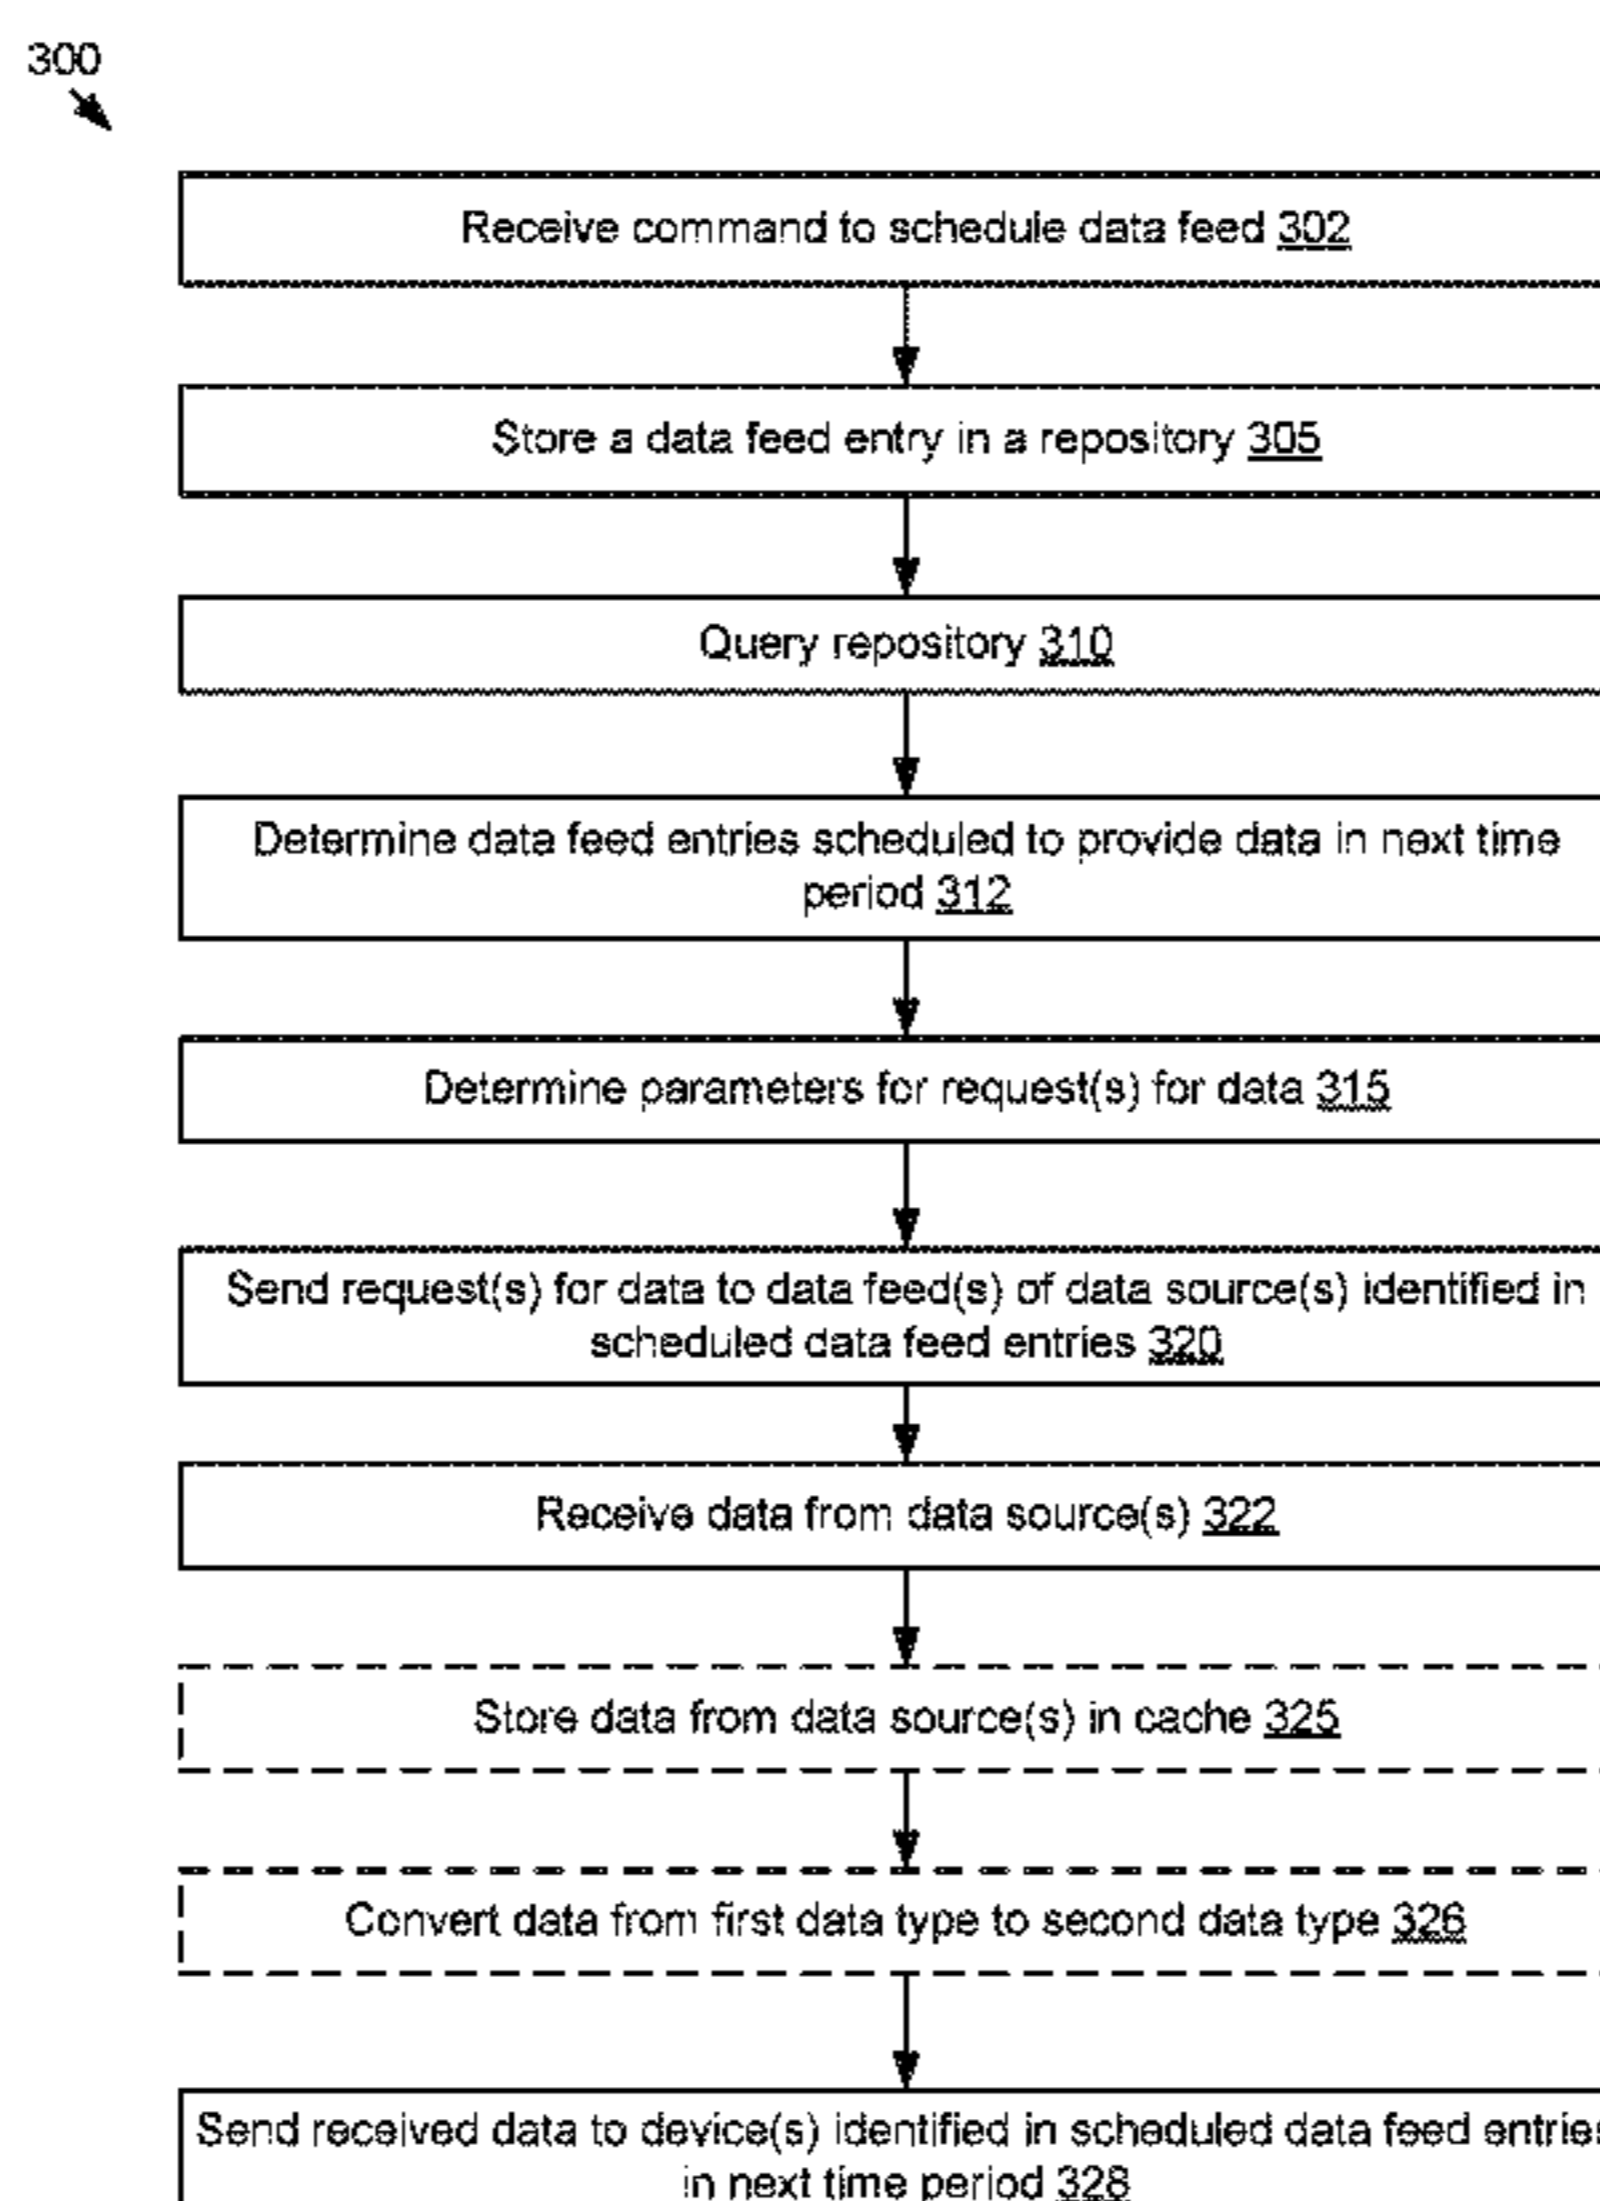 300
Receive command to schedule data feed 302
Store a data feed entry in a repository 305
Query repository 310
Determine data feed entries scheduled to provide data in next time
period 312
Determine parameters for request(s) for data 315
Send request(s) for data to data feed(s) of data source(s) identified in
scheduled data feed entries 320
Receive data from data source(s) 322
Store data from data source(s) in cache 325
Convert data from first data type to second data type 326
Send received data to device(s) identified in scheduled data feed entries
in next time period 328